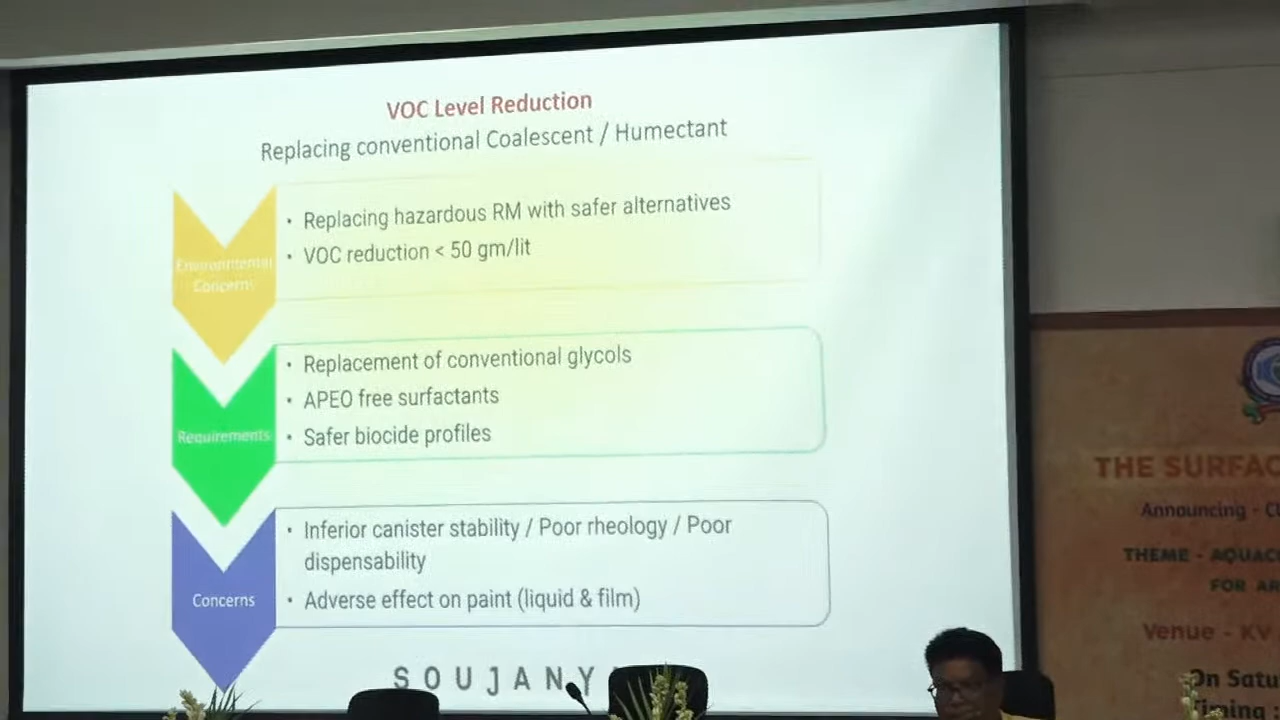 VOC Level Reduction
Replacing conventional Coalescent / Humectant
Environmental
Concerns
• Replacing hazardous RM with safer alternatives
• VOC reduction < 50 gm/lit
Requirements
• Replacement of conventional glycols
• APEO free surfactants
• Safer biocide profiles
Concerns
• Inferior canister stability / Poor rheology / Poor
dispensability
• Adverse effect on paint (liquid & film)
SOUJANY
THE SURFAC
Announcing -
THEME - AQUAC
FOR AR
Venue - KV
On Satu
Timing :